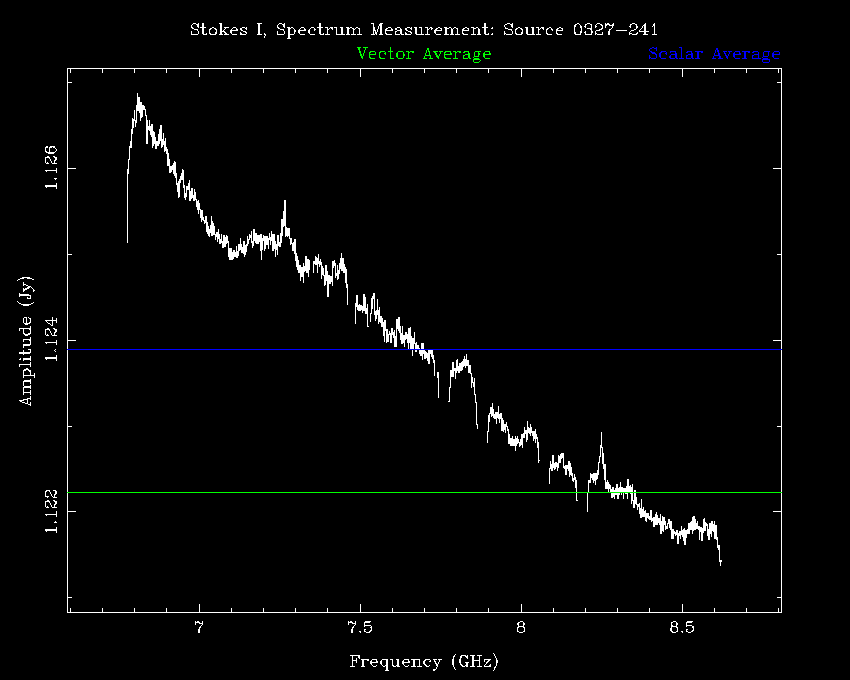 Stokes I, Spectrum Measurement: Source 0327-241
Vector Average Scalar Average
1.126
1.124
1.122
Amplitude (Jy)
7 7.5 8 8.5
Frequency (GHz)